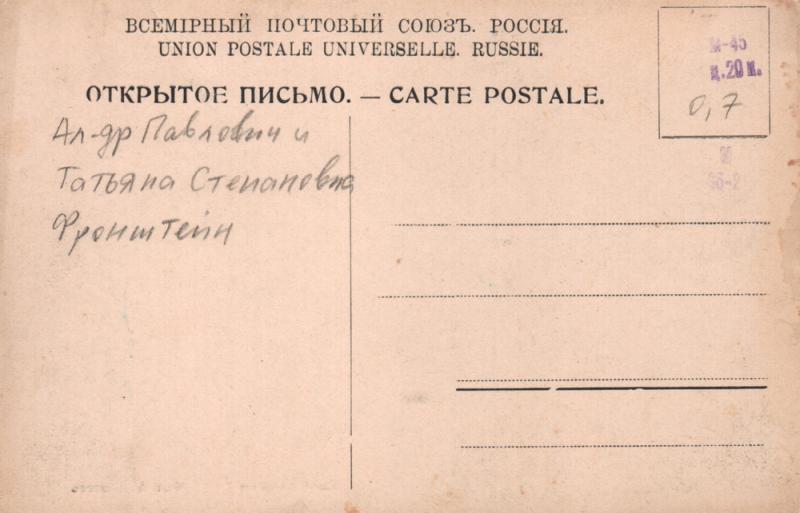 ВСЕМІРНЫЙ ПОЧТОВЫЙ СОЮЗЪ. РОССІЯ.
UNION POSTALE UNIVERSELLE. RUSSIE.
ОТКРЫТОЕ ПИСЬМО. — CARTE POSTALE.
М-45
ц. 20 к.
0,7
Ал-др Павлович и
Татьяна Степановна
Фронштейн